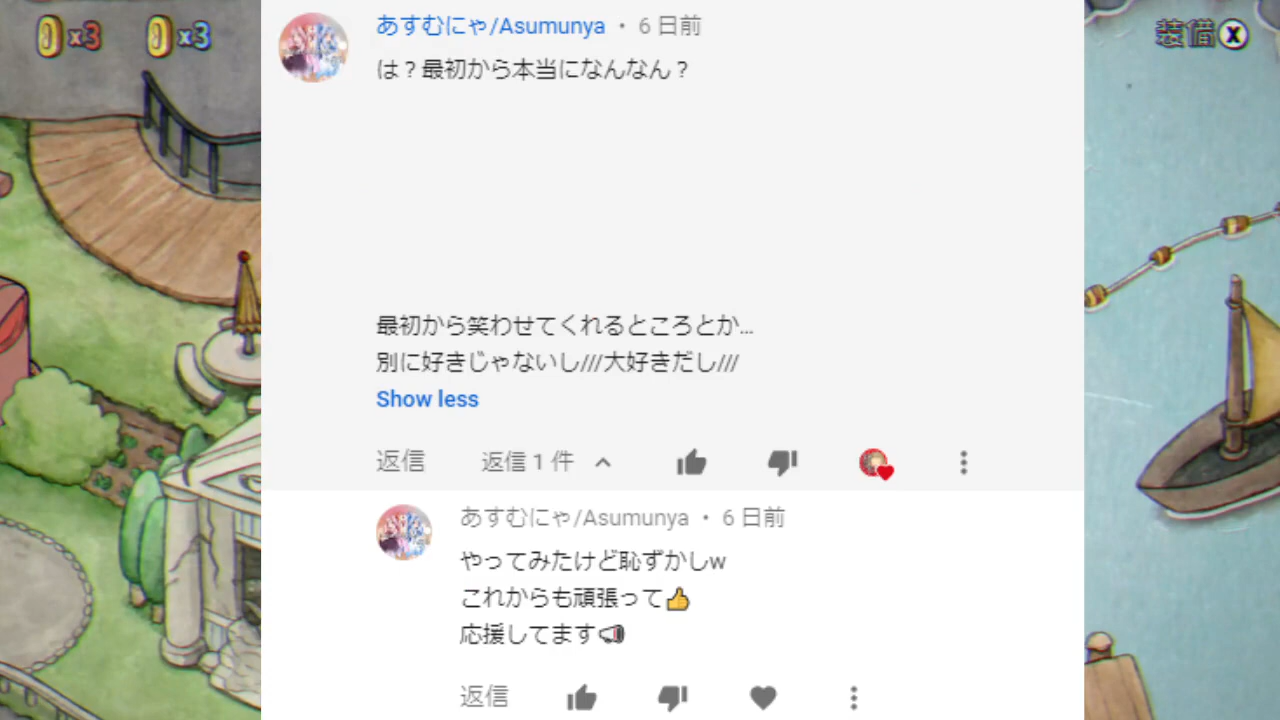 x3 x3
装備 X
あすむにゃ/Asumunya ・ 6 日前
は？最初から本当になんなん？
最初から笑わせてくれるところとか…
別に好きじゃないし///大好きだし///
Show less
返信 返信 1 件
あすむにゃ/Asumunya ・ 6 日前
やってみたけど恥ずかしw
これからも頑張って👍
応援してます📣
返信